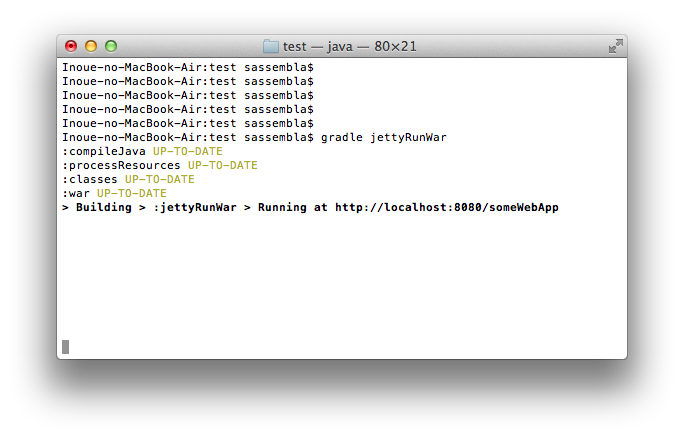 test — java — 80×21
Inoue-no-MacBook-Air:test sassembla$
Inoue-no-MacBook-Air:test sassembla$
Inoue-no-MacBook-Air:test sassembla$
Inoue-no-MacBook-Air:test sassembla$
Inoue-no-MacBook-Air:test sassembla$
Inoue-no-MacBook-Air:test sassembla$ gradle jettyRunWar
:compileJava UP-TO-DATE
:processResources UP-TO-DATE
:classes UP-TO-DATE
:war UP-TO-DATE
> Building > :jettyRunWar > Running at http://localhost:8080/someWebApp